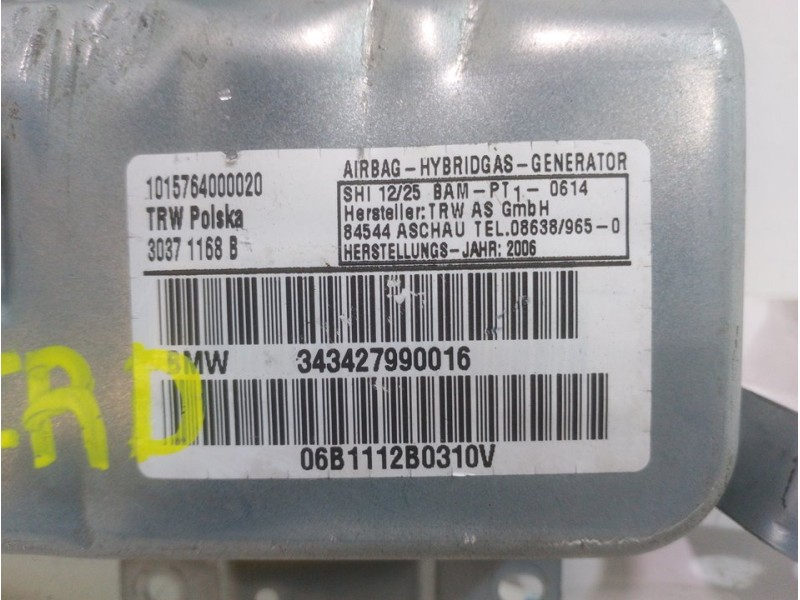 1015764000020
TRW Polska
3037 1168 B
AIRBAG-HYBRIDGAS-GENERATOR
SHI 12/25 BAM-PT1-0614
Hersteller:TRW AS GmbH
84544 ASCHAU TEL.08638/965-0
HERSTELLUNGS-JAHR: 2006
BMW 343427990016
06B1112B0310V
ERD